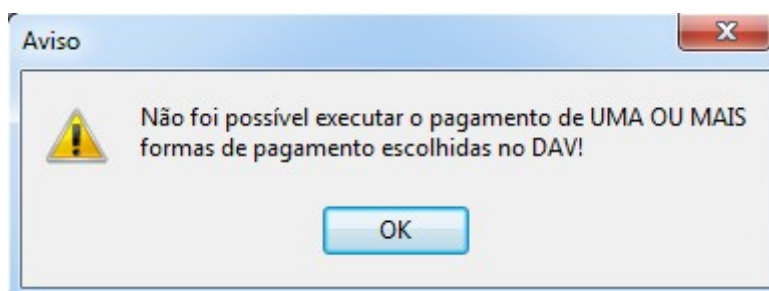 Aviso
Não foi possível executar o pagamento de UMA OU MAIS
formas de pagamento escolhidas no DAV!
OK